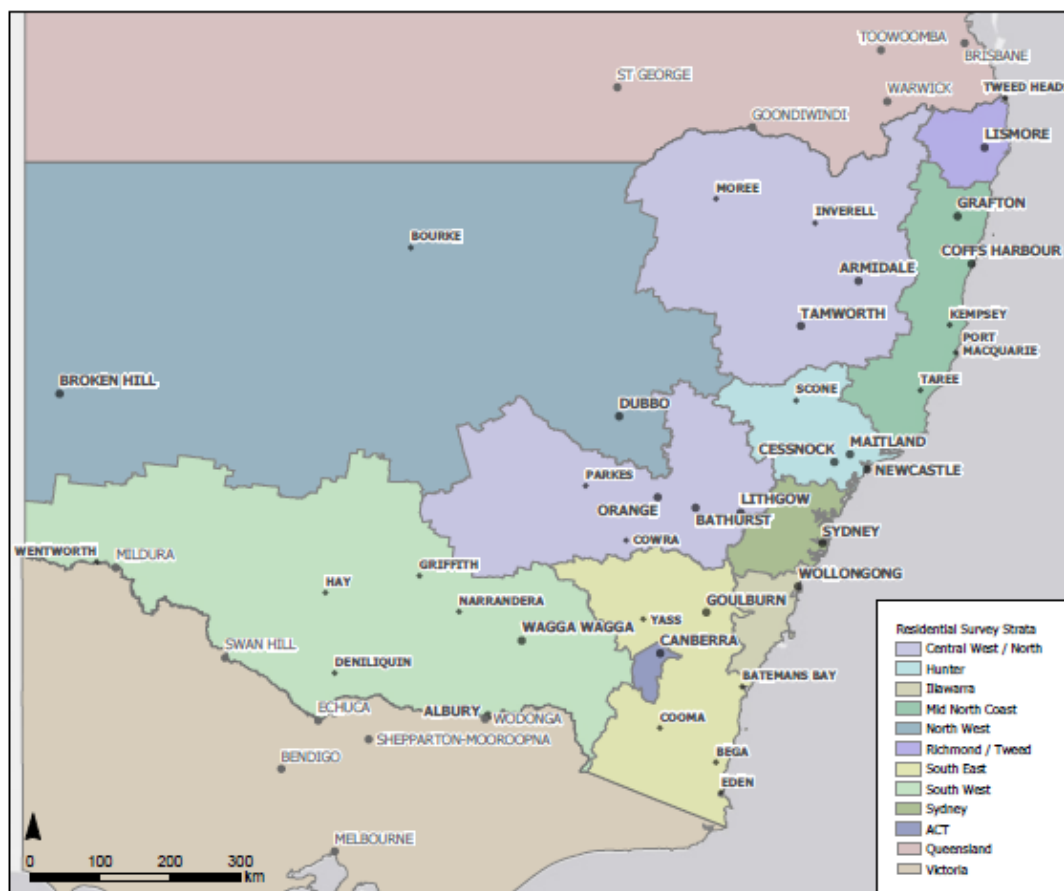 TOOWOOMBA
BRISBANE
ST GEORGE
WARWICK
TWEED HEAD
GOONDIWINDI
LISMORE
MOREE
INVERELL
GRAFTON
BOURKE
COFFS HARBOUR
ARMIDALE
TAMWORTH
KEMPSEY
PORT
MACQUARIE
BROKEN HILL
SCONE
TAREE
DUBBO
CESSNOCK
MAITLAND
NEWCASTLE
PARKES
ORANGE
LITHGOW
BATHURST
COWRA
SYDNEY
WENTWORTH
MILDURA
GRIFFITH
HAY
WOLLONGONG
NARRANDERA
GOULBURN
YASS
WAGGA WAGGA
CANBERRA
SWAN HILL
DENILIQUIN
BATEMANS BAY
ECHUCA
ALBURY
WODONGA
COOMA
SHEPPARTON-MOOROOPNA
BENDIGO
BEGA
EDEN
MELBOURNE
0 100 200 300
km
Residential Survey Strata
Central West / North
Hunter
Illawarra
Mid North Coast
North West
Richmond / Tweed
South East
South West
Sydney
ACT
Queensland
Victoria